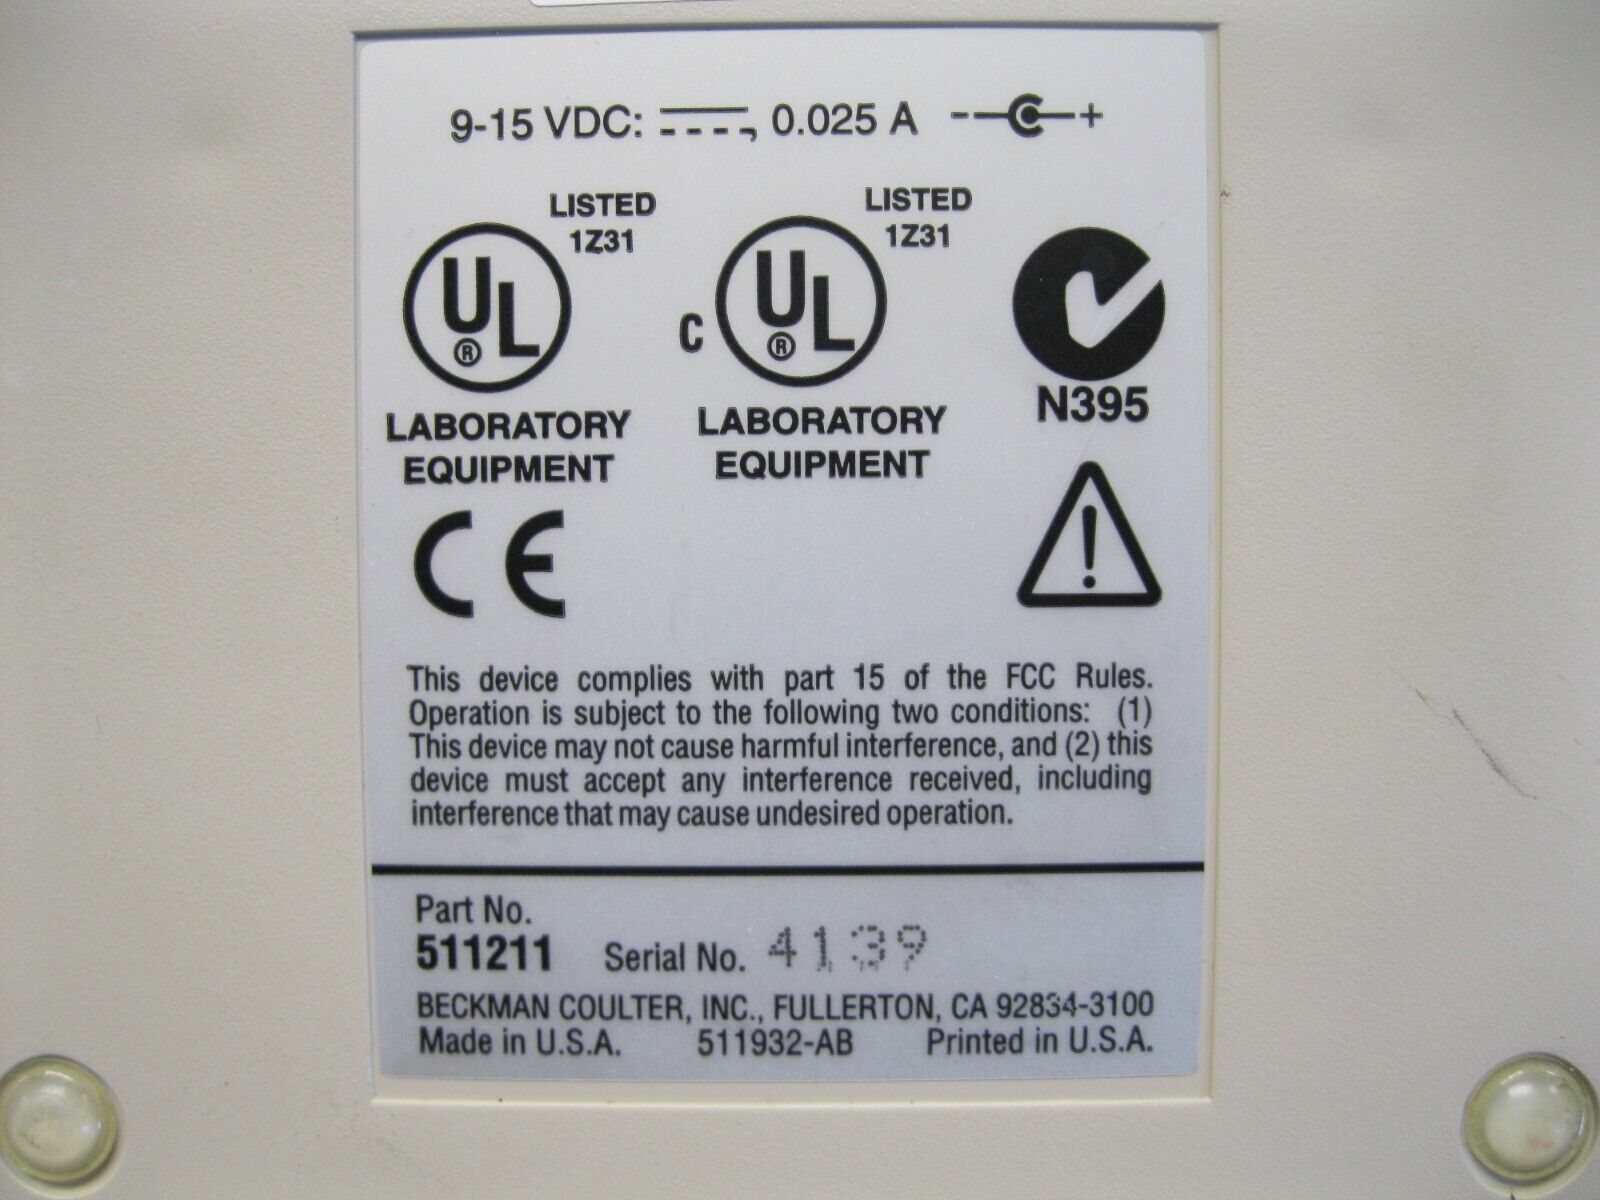 9-15 VDC: , 0.025 A - +
LISTED
1Z31
UL
®
LABORATORY
EQUIPMENT
LISTED
1Z31
C UL
®
LABORATORY
EQUIPMENT
N395
CE
!
This device complies with part 15 of the FCC Rules.
Operation is subject to the following two conditions: (1)
This device may not cause harmful interference, and (2) this
device must accept any interference received, including
interference that may cause undesired operation.
Part No.
511211 Serial No. 4139
BECKMAN COULTER, INC., FULLERTON, CA 92834-3100
Made in U.S.A. 511932-AB Printed in U.S.A.